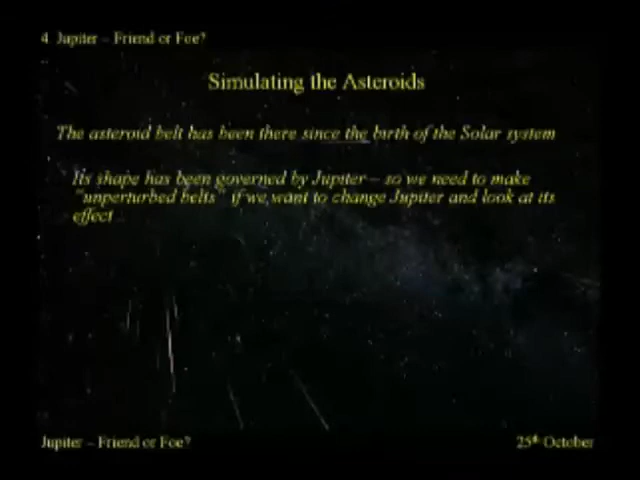 4 Jupiter – Friend or Foe?
Simulating the Asteroids
The asteroid belt has been there since the birth of the Solar system
Its shape has been governed by Jupiter – so we need to make
"unperturbed belts" if we want to change Jupiter and look at its
effect
Jupiter – Friend or Foe?
25th October